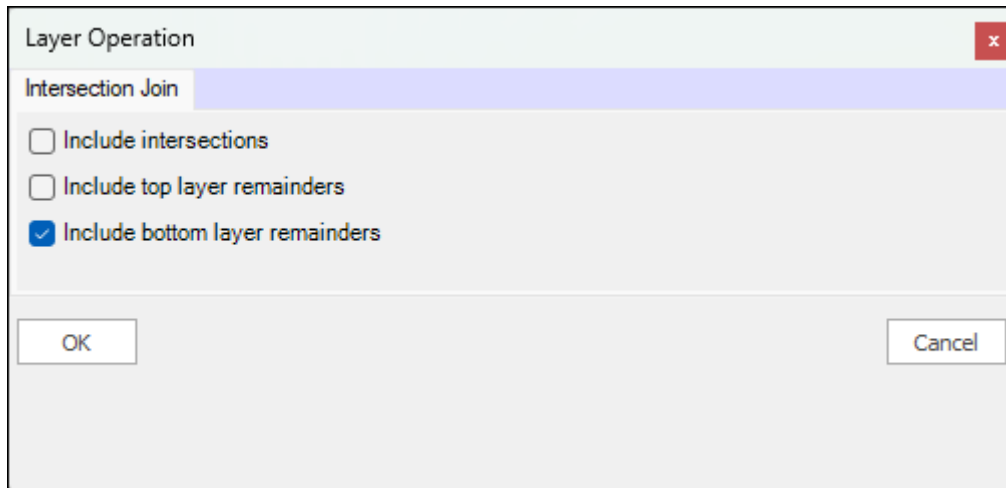 Layer Operation
x
Intersection Join
Include intersections
Include top layer remainders
Include bottom layer remainders
OK
Cancel